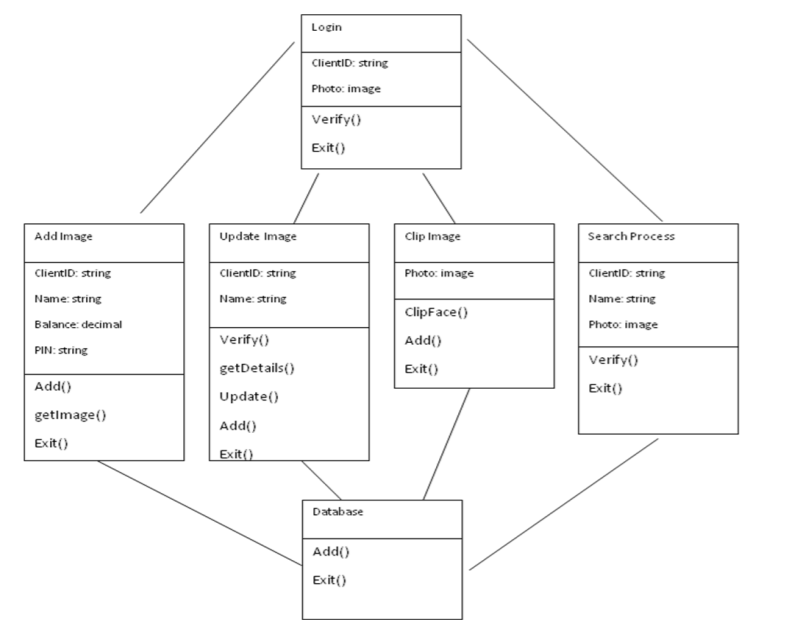 Login
ClientID: string
Photo: image
Verify()
Exit()
Add Image
ClientID: string
Name: string
Balance: decimal
PIN: string
Add()
getImage()
Exit()
Update Image
ClientID: string
Name: string
Verify()
getDetails()
Update()
Add()
Exit()
Clip Image
Photo: image
ClipFace()
Add()
Exit()
Search Process
ClientID: string
Name: string
Photo: image
Verify()
Exit()
Database
Add()
Exit()